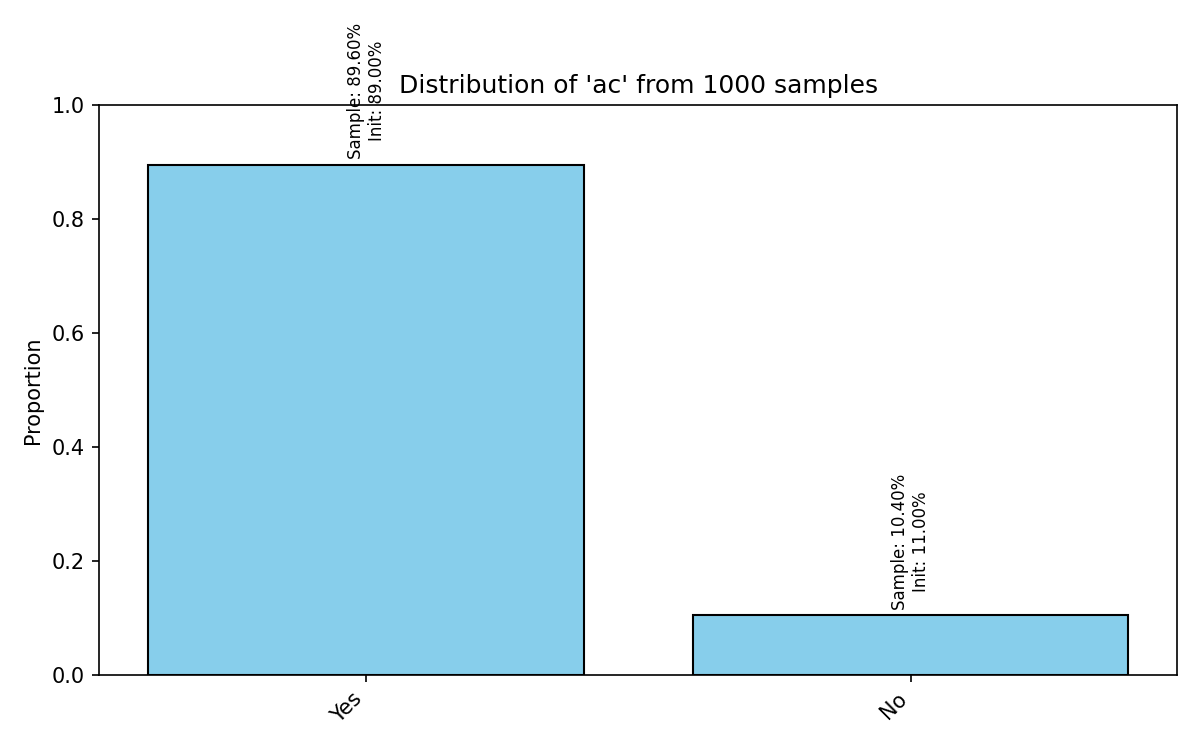 Distribution of 'ac' from 1000 samples
Sample: 89.60%
Init: 89.00%
Sample: 10.40%
Init: 11.00%
Proportion
1.0
0.8
0.6
0.4
0.2
0.0
Yes
No